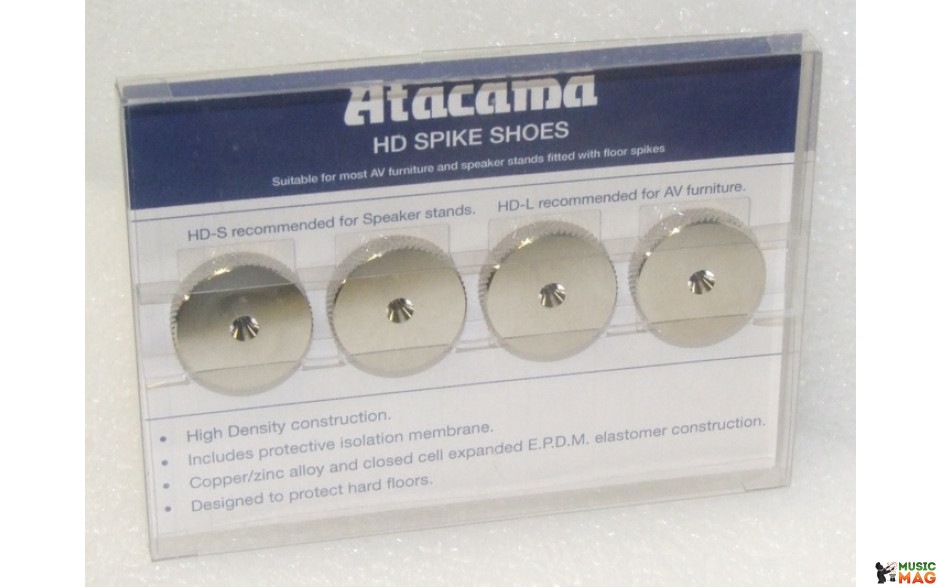 Atacama
HD SPIKE SHOES
Suitable for most AV furniture and speaker stands fitted with floor spikes
HD-S recommended for Speaker stands. HD-L recommended for AV furniture.
• High Density construction.
• Includes protective isolation membrane.
• Copper/zinc alloy and closed cell expanded E.P.D.M. elastomer construction.
• Designed to protect hard floors.
MUSIC
MAG